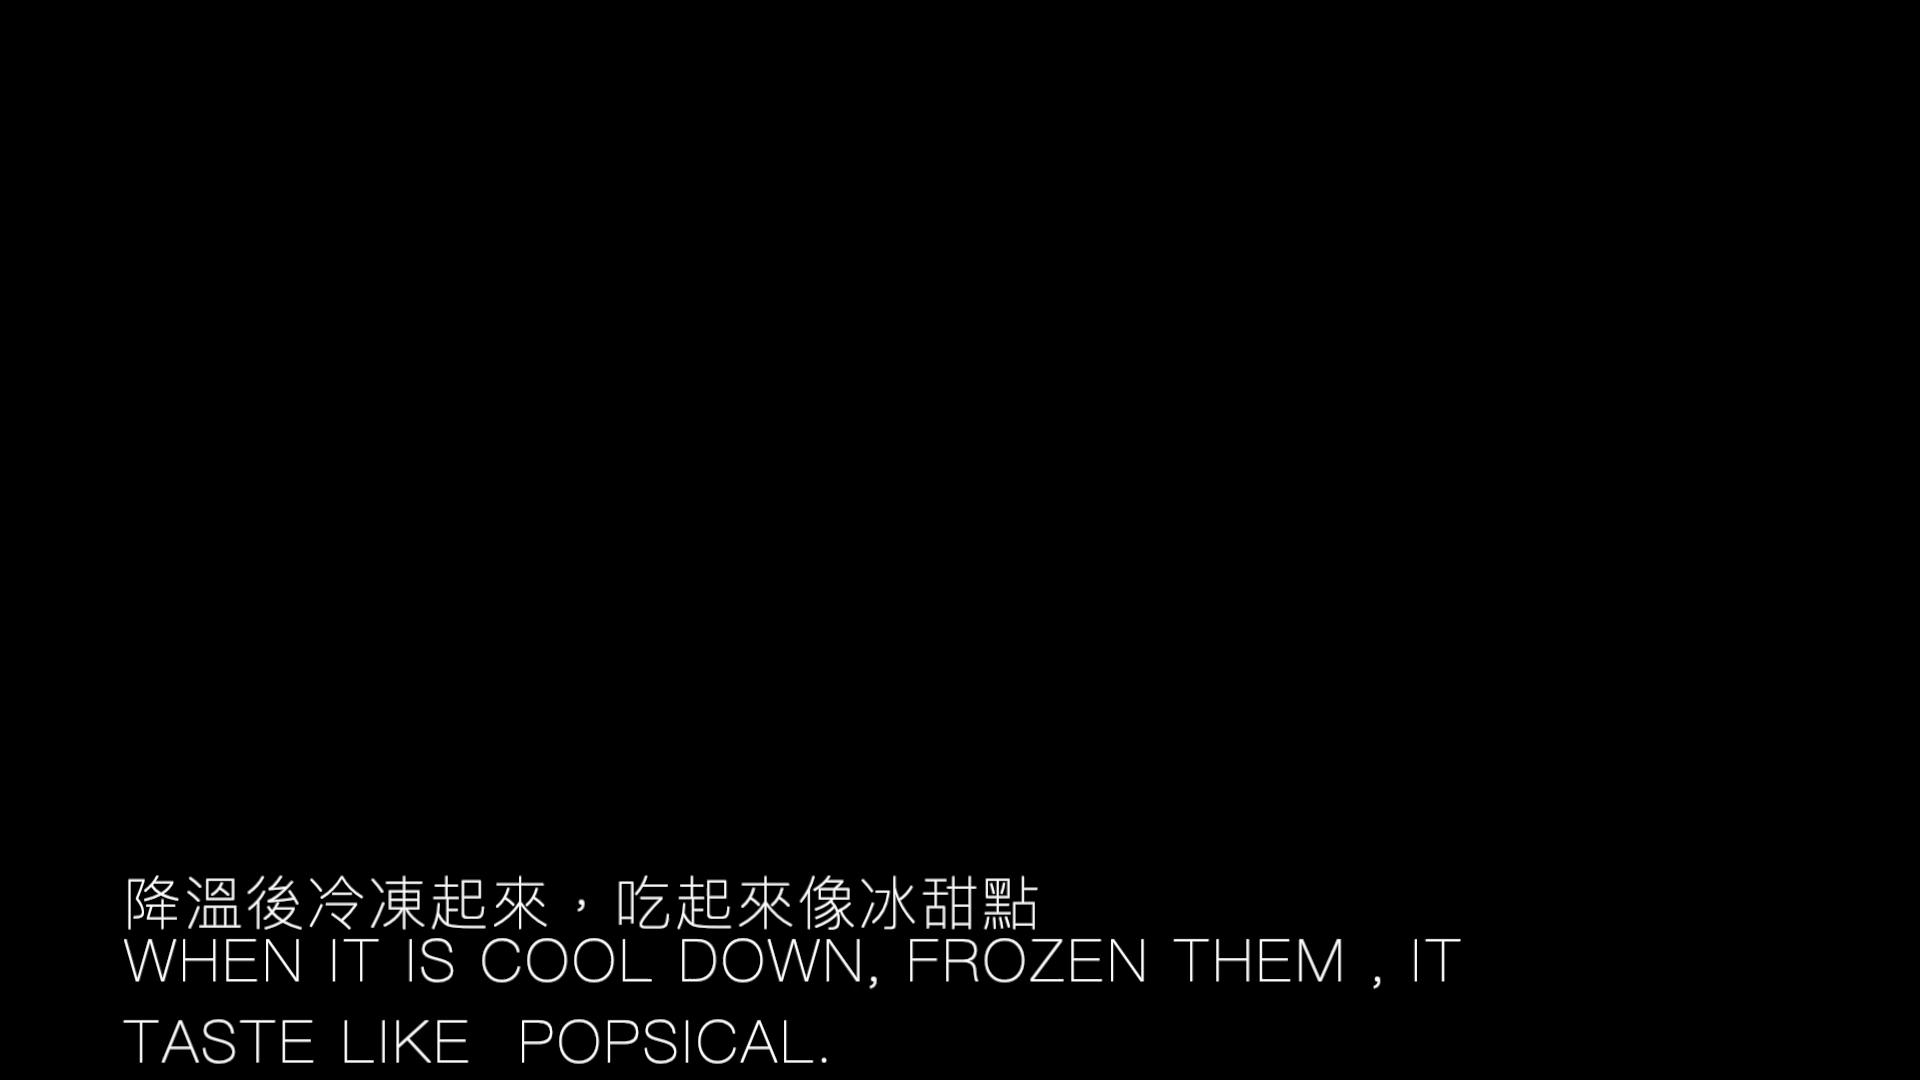 降溫後冷凍起來，吃起來像冰甜點
WHEN IT IS COOL DOWN, FROZEN THEM , IT
TASTE LIKE  POPSICAL.